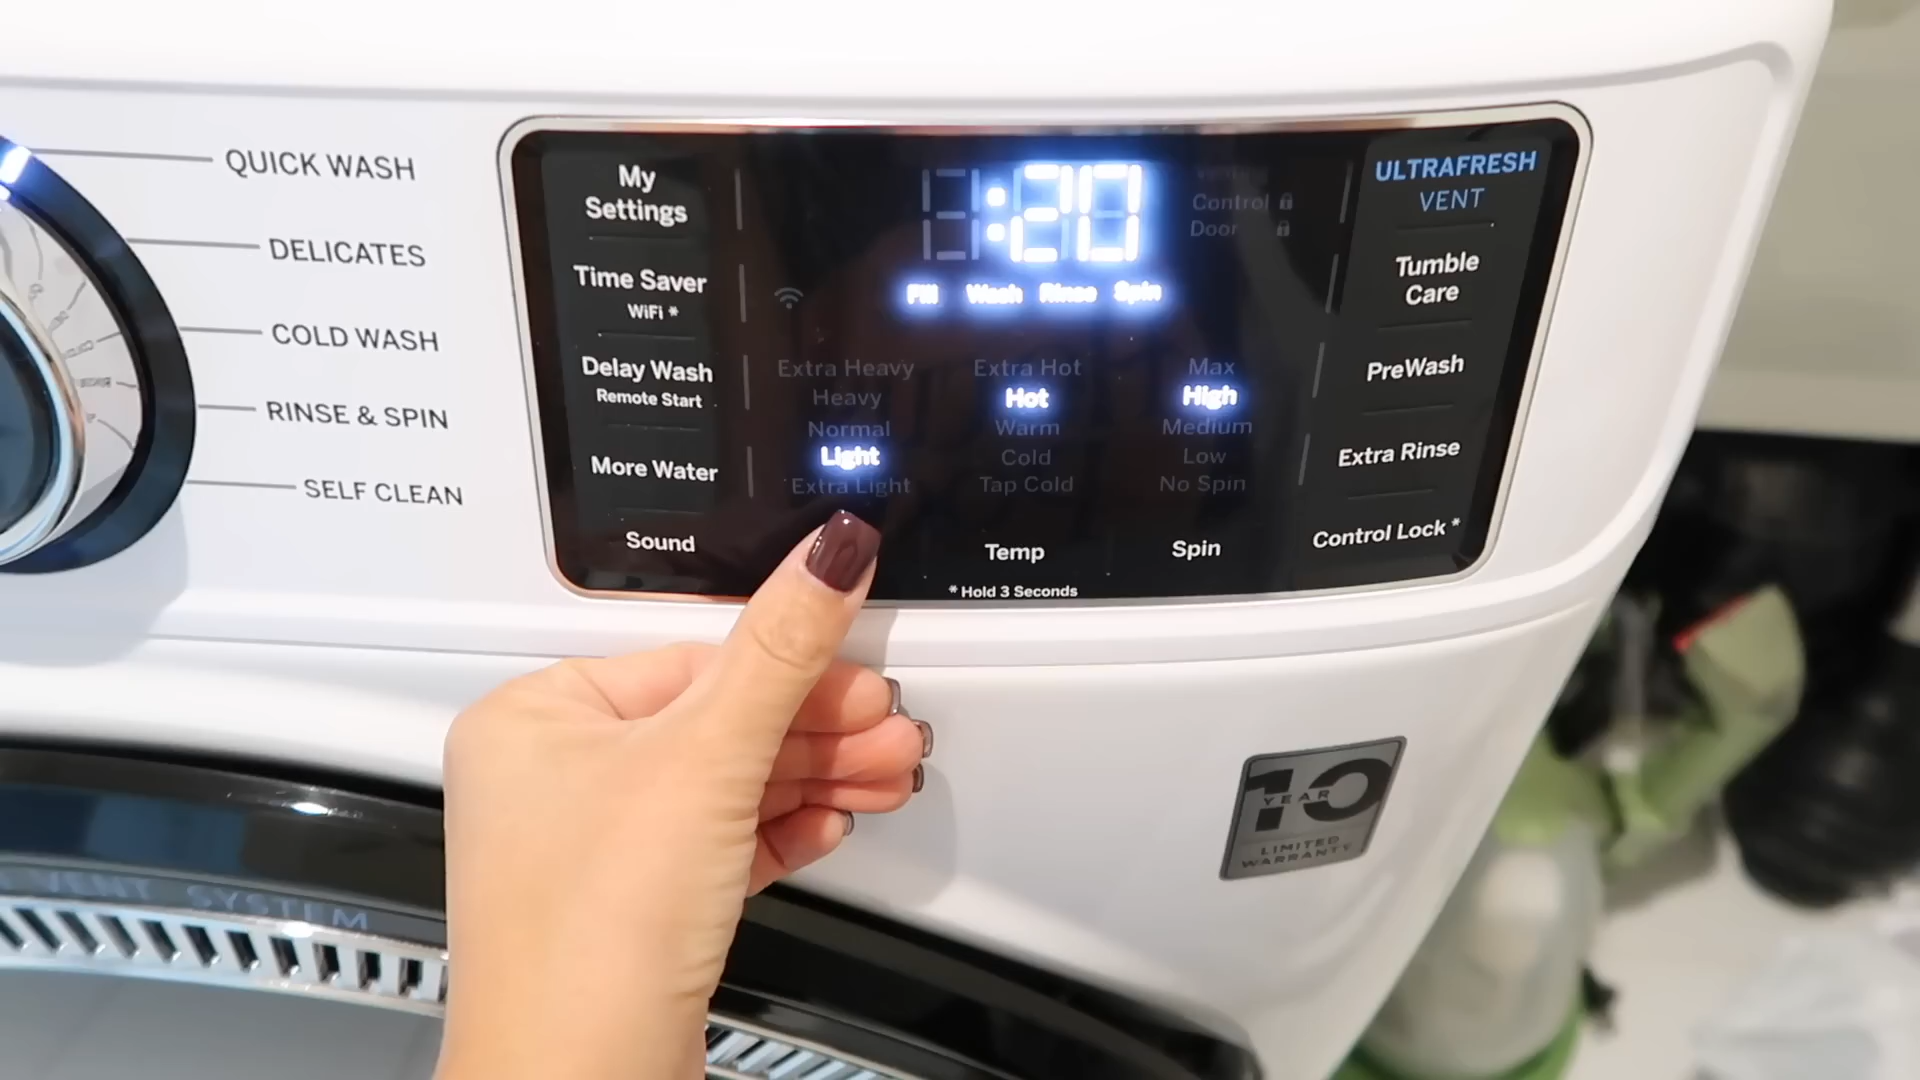 QUICK WASH
DELICATES
COLD WASH
RINSE & SPIN
SELF CLEAN
My
Settings
Time Saver
WiFi *
Delay Wash
Remote Start
More Water
Sound
:20
Control
Door
Fill Wash Rinse Spin
Extra Heavy
Heavy
Normal
Light
Extra Light
Extra Hot
Hot
Warm
Cold
Tap Cold
Temp
Max
High
Medium
Low
No Spin
Spin
* Hold 3 Seconds
ULTRAFRESH
VENT
Tumble
Care
PreWash
Extra Rinse
Control Lock *
10
YEAR
LIMITED
WARRANTY
VENT SYSTEM